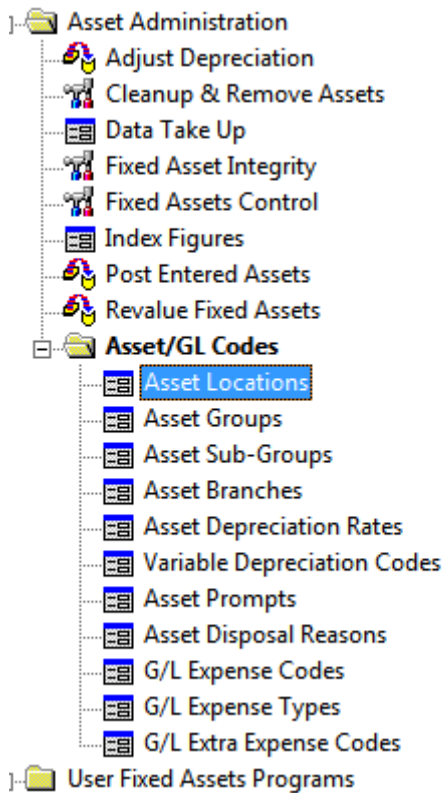 Asset Administration
Adjust Depreciation
Cleanup & Remove Assets
Data Take Up
Fixed Asset Integrity
Fixed Assets Control
Index Figures
Post Entered Assets
Revalue Fixed Assets
Asset/GL Codes
Asset Locations
Asset Groups
Asset Sub-Groups
Asset Branches
Asset Depreciation Rates
Variable Depreciation Codes
Asset Prompts
Asset Disposal Reasons
G/L Expense Codes
G/L Expense Types
G/L Extra Expense Codes
User Fixed Assets Programs